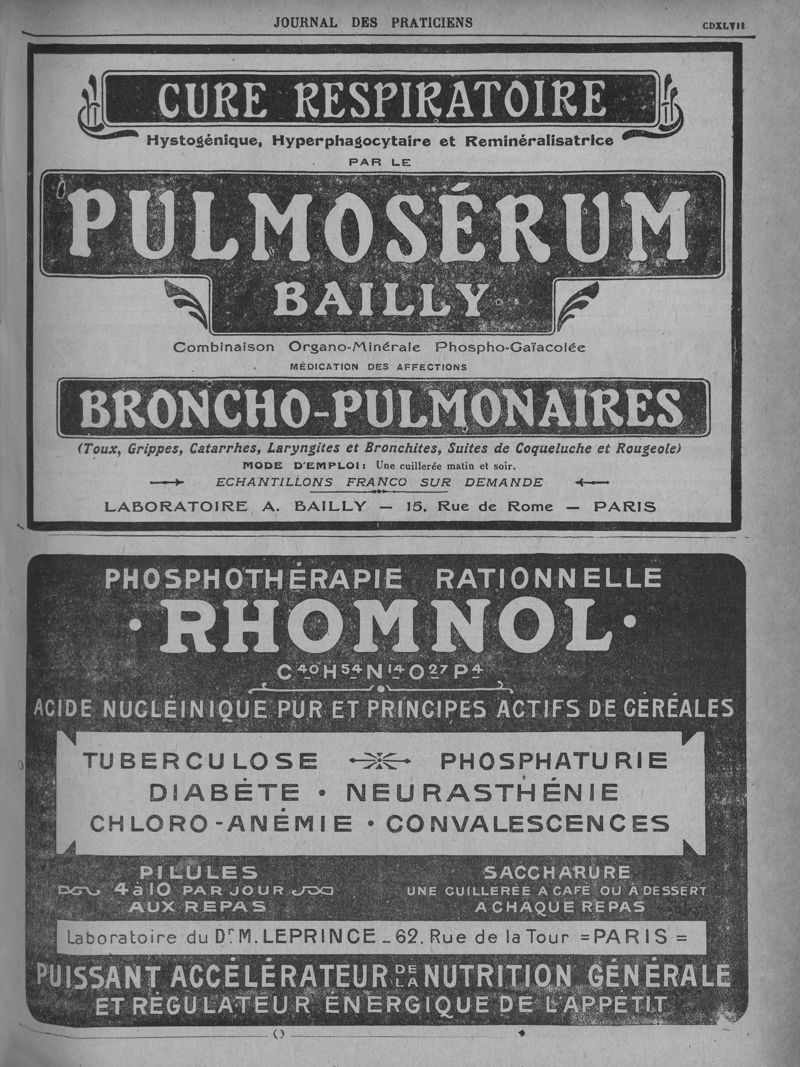 JOURNAL DES PRATICIENS
CDXLVII
CURE RESPIRATOIRE
Hystogénique, Hyperphagocytaire et Reminéralisatrice
PAR LE
PULMOSÉRUM
BAILLY
Combinaison Organo-Minérale Phospho-Gaïacolée
MÉDICATION DES AFFECTIONS
BRONCHO-PULMONAIRES
(Toux, Grippes, Catarrhes, Laryngites et Bronchites, Suites de Coqueluche et Rougeole)
MODE D'EMPLOI: Une cuillerée matin et soir.
ECHANTILLONS FRANCO SUR DEMANDE
LABORATOIRE A. BAILLY — 15, Rue de Rome — PARIS
PHOSPHOTHÉRAPIE RATIONNELLE
·RHOMNOL·
C⁴⁰H⁵⁴N¹⁴O²⁷P⁴
ACIDE NUCLÉINIQUE PUR ET PRINCIPES ACTIFS DE CÉRÉALES
TUBERCULOSE PHOSPHATURIE
DIABÈTE · NEURASTHÉNIE
CHLORO-ANÉMIE · CONVALESCENCES
PILULES
4 à 10 PAR JOUR
AUX REPAS
SACCHARURE
UNE CUILLERÉE A CAFÉ OU A DESSERT
A CHAQUE REPAS
Laboratoire du Dr M. LEPRINCE _ 62, Rue de la Tour = PARIS =
PUISSANT ACCÉLÉRATEUR DE LA NUTRITION GÉNÉRALE
ET RÉGULATEUR ÉNERGIQUE DE L'APPÉTIT